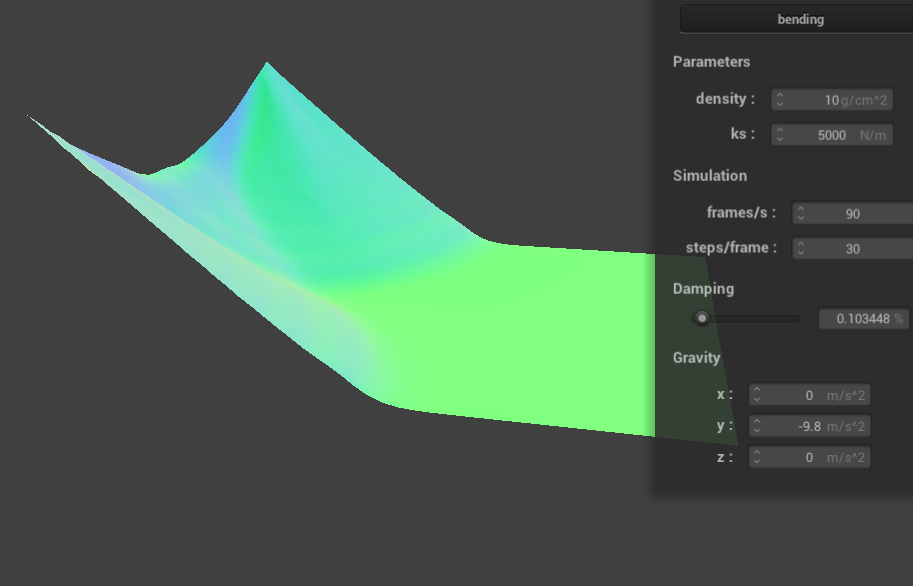 bending
Parameters
density : 10 g/cm^2
ks : 5000 N/m
Simulation
frames/s : 90
steps/frame : 30
Damping
0.103448 %
Gravity
x : 0 m/s^2
y : -9.8 m/s^2
z : 0 m/s^2